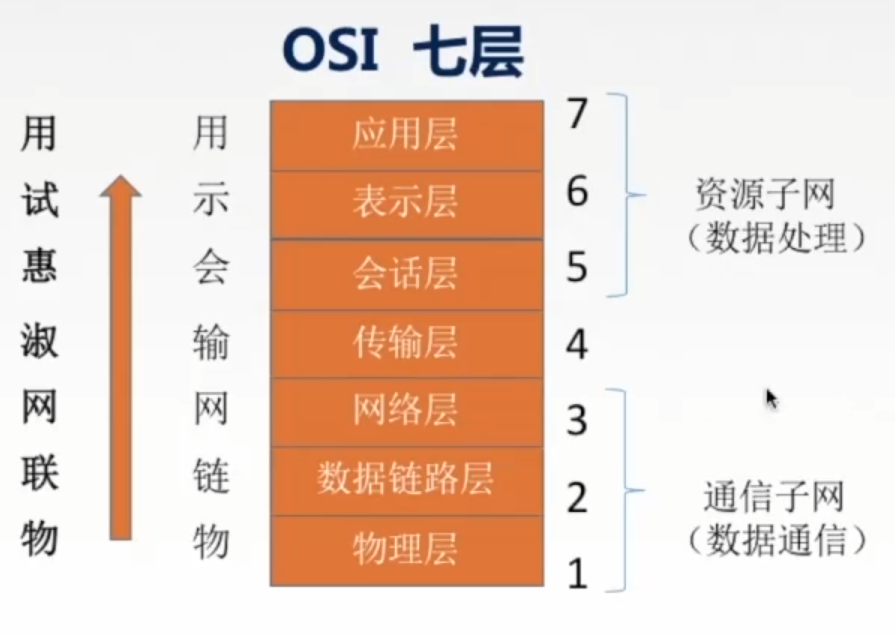 OSI 七层
用 用 应用层 7
试 示 表示层 6
惠 会 会话层 5
淑 输 传输层 4
网 网 网络层 3
联 链 数据链路层 2
物 物 物理层 1
资源子网
（数据处理）
通信子网
（数据通信）